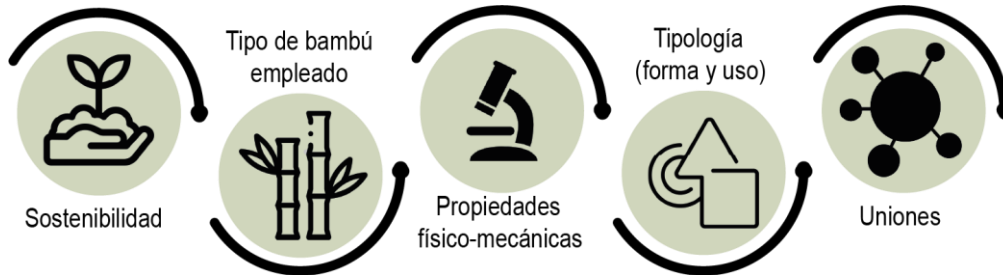 Sostenibilidad
Tipo de bambú
empleado
Propiedades
físico-mecánicas
Tipología
(forma y uso)
Uniones